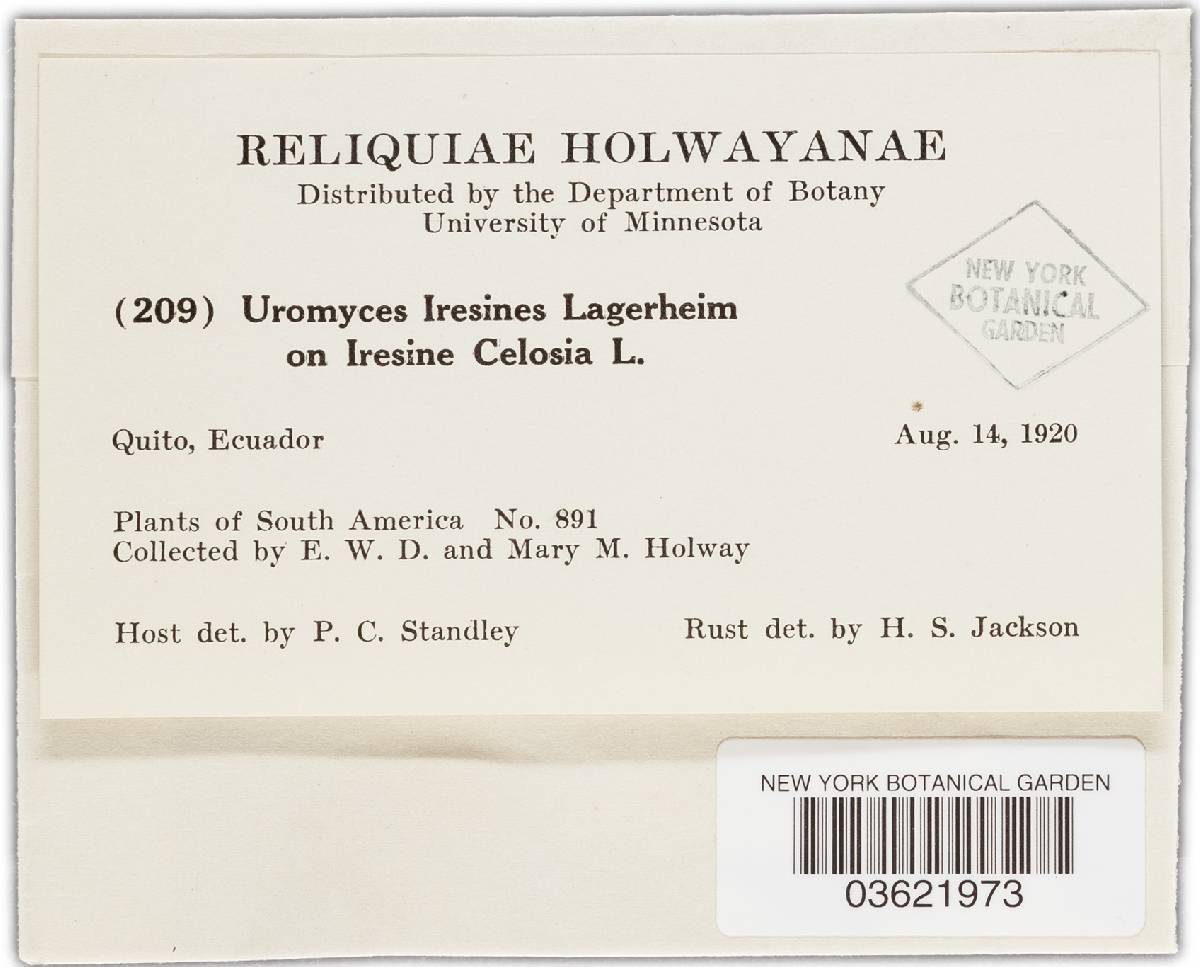 RELIQUIAE HOLWAYANAE
Distributed by the Department of Botany
University of Minnesota
NEW YORK
BOTANICAL
GARDEN
(209) Uromyces Iresines Lagerheim
on Iresine Celosia L.
Quito, Ecuador
Aug. 14, 1920
Plants of South America No. 891
Collected by E. W. D. and Mary M. Holway
Host det. by P. C. Standley
Rust det. by H. S. Jackson
NEW YORK BOTANICAL GARDEN
03621973